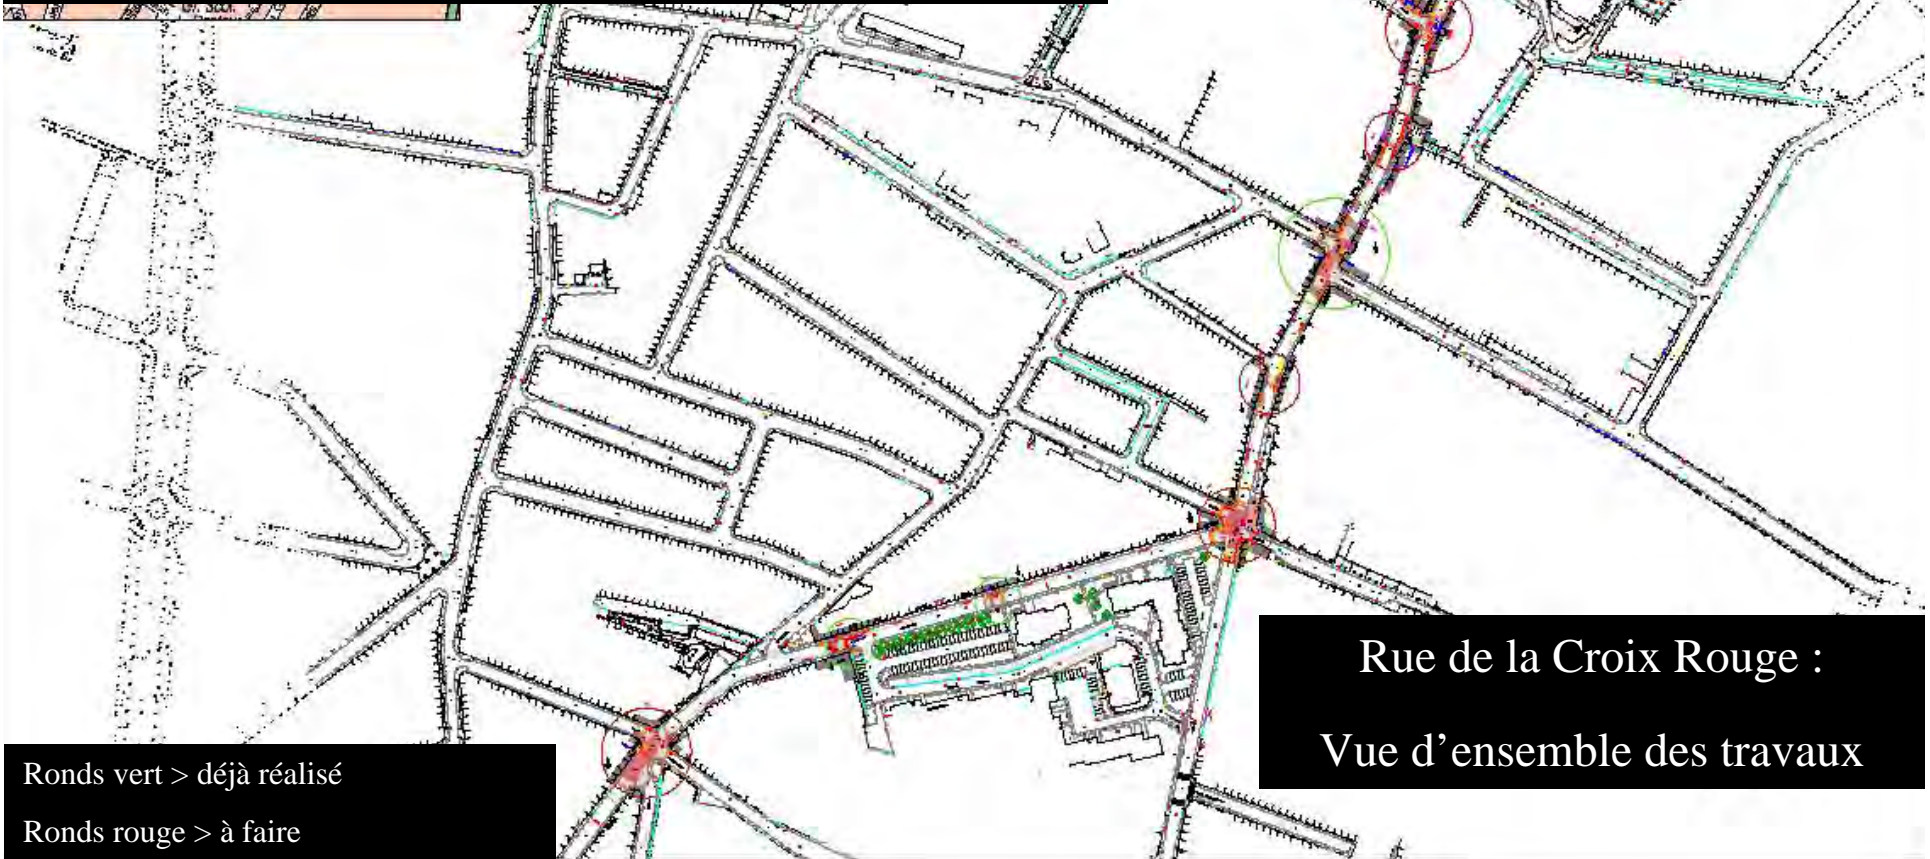 Rue de la Croix Rouge :
Vue d'ensemble des travaux
Ronds vert > déjà réalisé
Ronds rouge > à faire